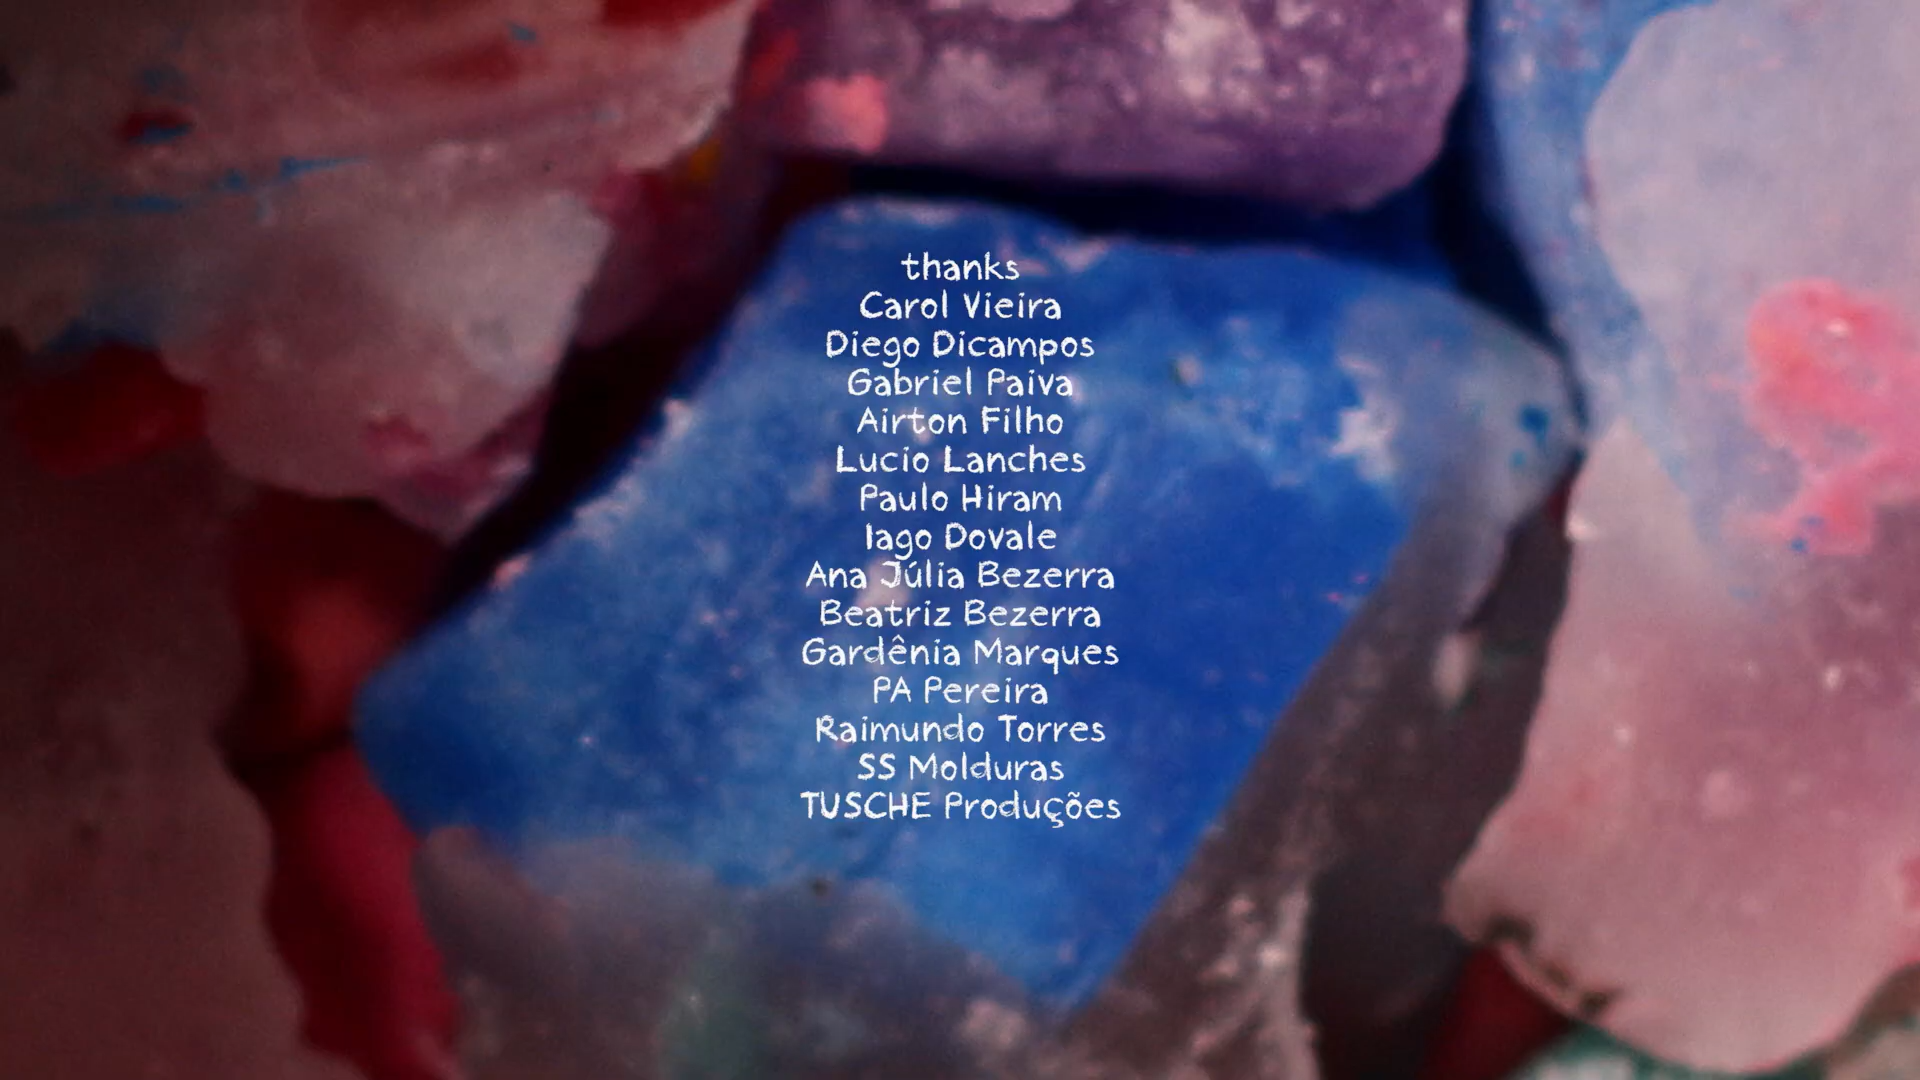 thanks
Carol Vieira
Diego Dicampos
Gabriel Paiva
Airton Filho
Lucio Lanches
Paulo Hiram
Iago Dovale
Ana Júlia Bezerra
Beatriz Bezerra
Gardênia Marques
PA Pereira
Raimundo Torres
SS Molduras
TUSCHE Produções